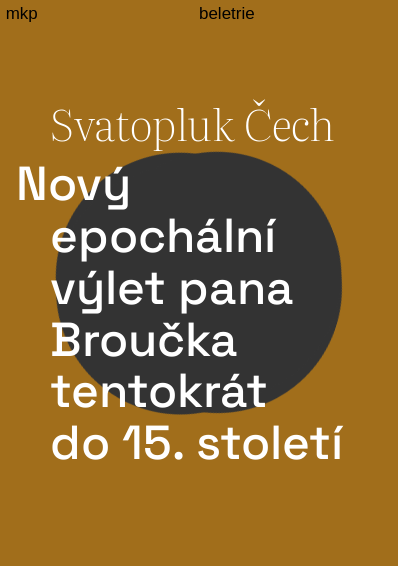 mkp beletrie
Svatopluk Čech
Nový
epochální
výlet pana
Broučka
tentokrát
do 15. století